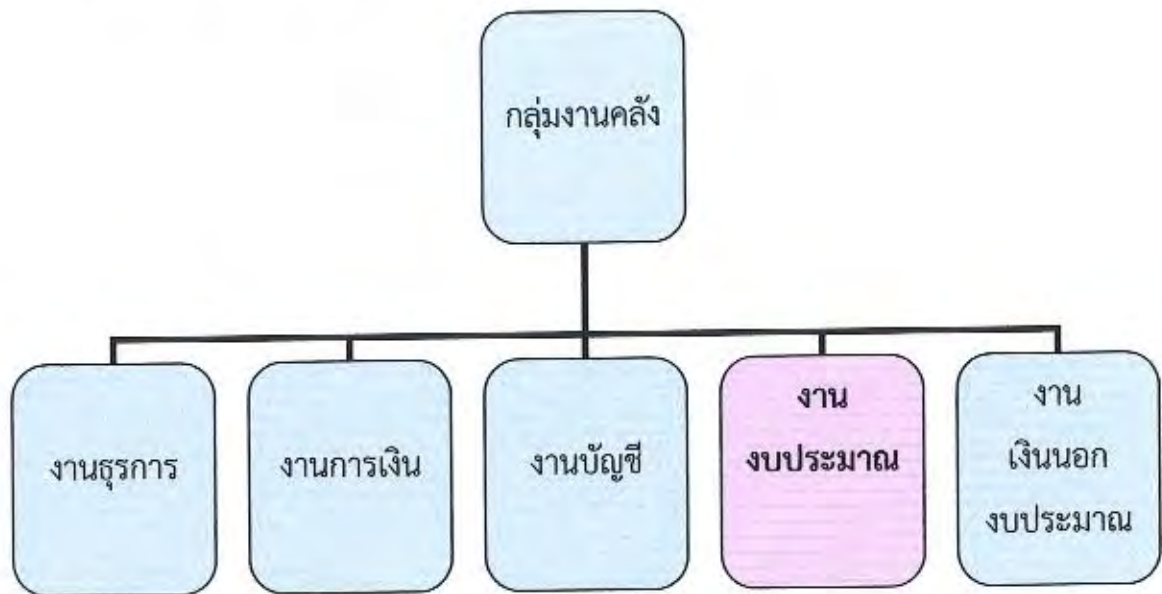 กลุ่มงานคลัง
งานธุรการ
งานการเงิน
งานบัญชี
งาน
งบประมาณ
งาน
เงินนอก
งบประมาณ